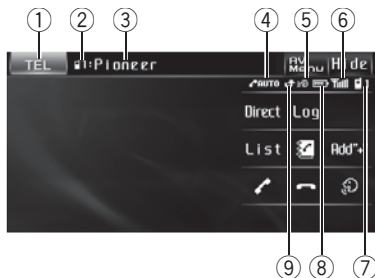 ① ② ③ ④ ⑤ ⑥
TEL 1:Pioneer AV Menu Hide
AUTO
Direct Log
List Add"+
⑨ ⑧ ⑦